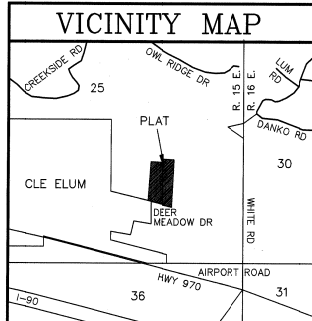 VICINITY MAP
CREEKSIDE RD
OWL RIDGE DR
R. 15 E.
R. 16 E.
LUM
RD
25
DANKO RD
PLAT
30
CLE ELUM
DEER
MEADOW DR
WHITE RD
AIRPORT ROAD
HWY 970
I-90
36
31